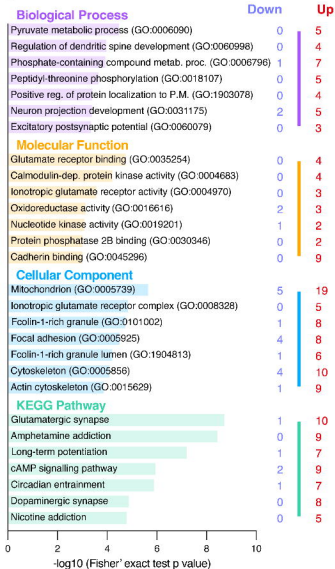 Down Up
Biological Process
Pyruvate metabolic process (GO:0006090) 0 5
Regulation of dendritic spine development (GO:0060998) 0 4
Phosphate-containing compound metab. proc. (GO:0006796) 1 7
Peptidyl-threonine phosphorylation (GO:0018107) 0 5
Positive reg. of protein localization to P.M. (GO:1903078) 0 4
Neuron projection development (GO:0031175) 2 5
Excitatory postsynaptic potential (GO:0060079) 0 3
Molecular Function
Glutamate receptor binding (GO:0035254) 0 4
Calmodulin-dep. protein kinase activity (GO:0004683) 0 4
Ionotropic glutamate receptor activity (GO:0004970) 0 3
Oxidoreductase activity (GO:0016616) 2 3
Nucleotide kinase activity (GO:0019201) 1 2
Protein phosphatase 2B binding (GO:0030346) 0 2
Cadherin binding (GO:0045296) 0 9
Cellular Component
Mitochondrion (GO:0005739) 5 19
Ionotropic glutamate receptor complex (GO:0008328) 0 5
Fcolin-1-rich granule (GO:0101002) 1 8
Focal adhesion (GO:0005925) 4 8
Fcolin-1-rich granule lumen (GO:1904813) 1 6
Cytoskeleton (GO:0005856) 4 10
Actin cytoskeleton (GO:0015629) 1 9
KEGG Pathway
Glutamatergic synapse 1 10
Amphetamine addiction 0 9
Long-term potentiation 1 7
cAMP signalling pathway 2 9
Circadian entrainment 1 7
Dopaminergic synapse 0 8
Nicotine addiction 0 5
0 2 4 6 8 10
-log10 (Fisher' exact test p value)